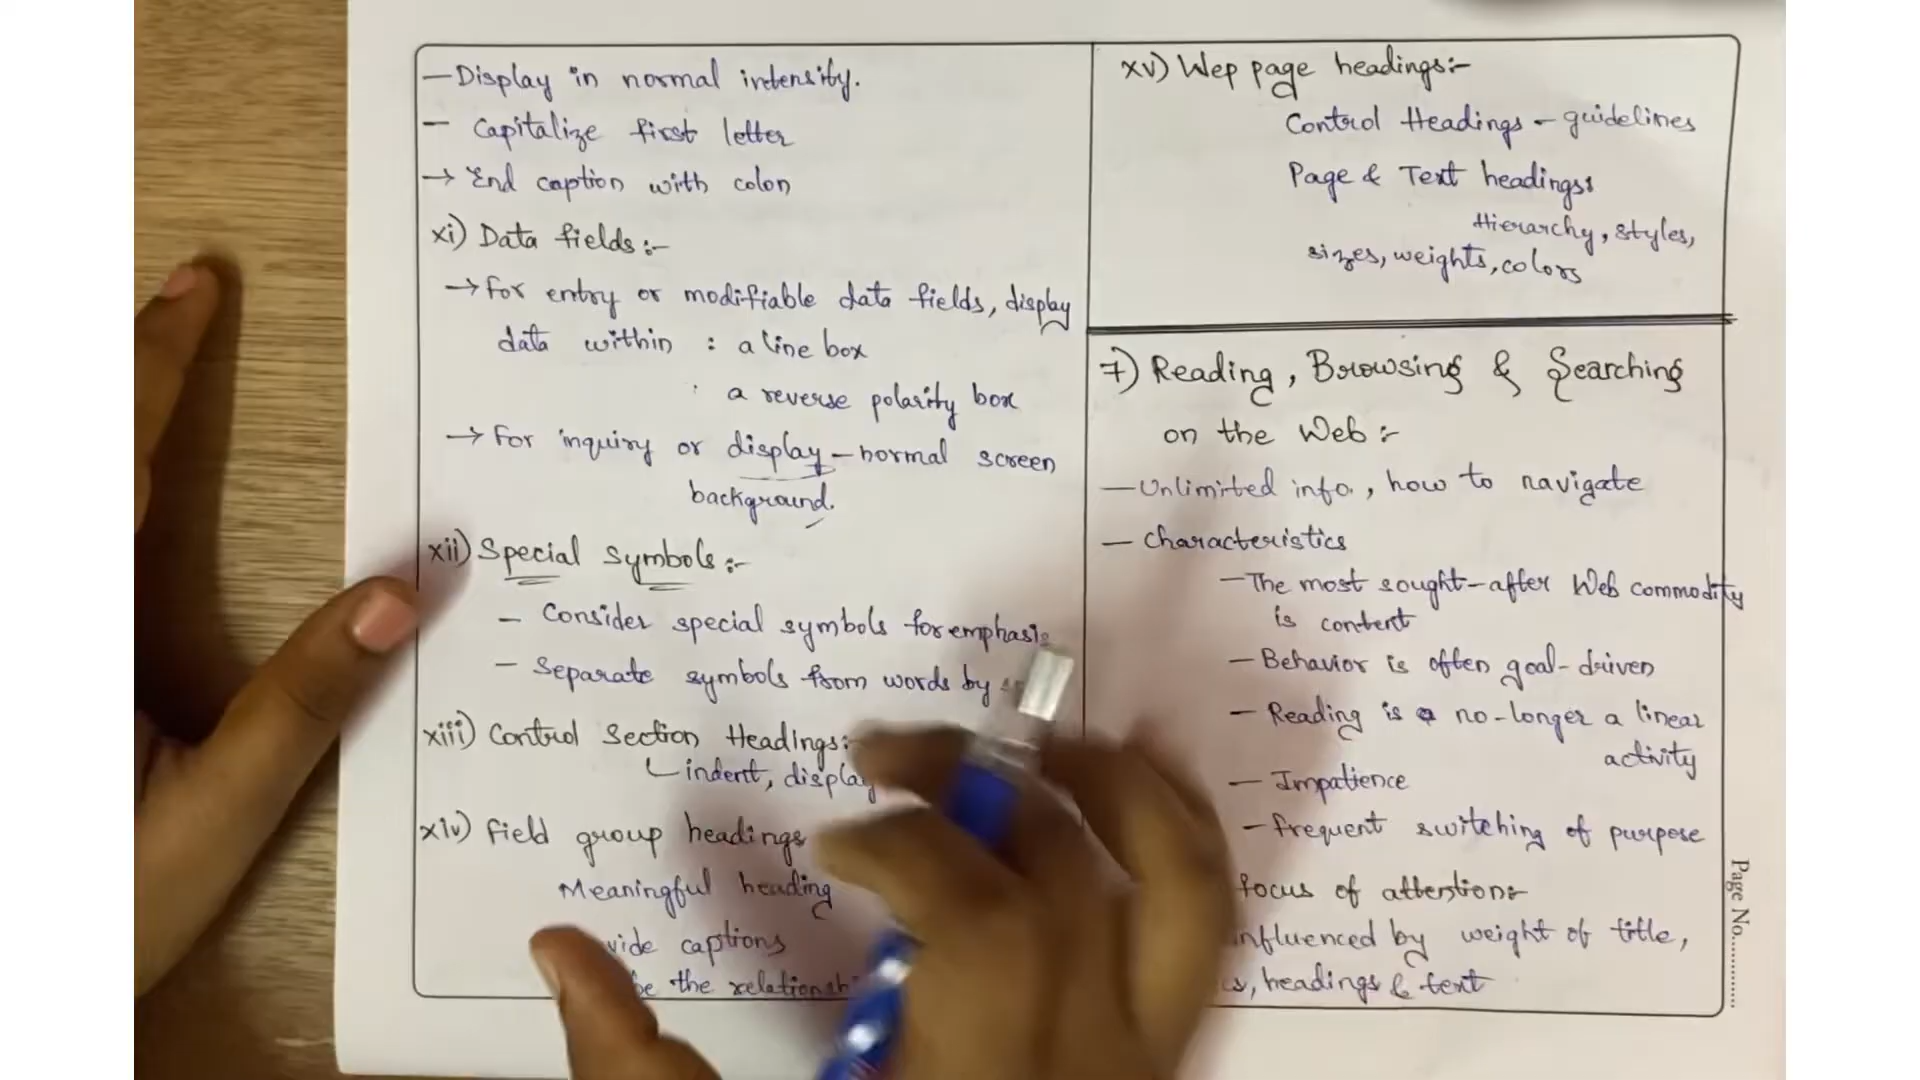 — Display in normal intensity.
- Capitalize first letter
→ End caption with colon
xi) Data fields:-
→ For entry or modifiable data fields, display
data within : a line box
: a reverse polarity box
→ For inquiry or display - normal screen
background.
xii) Special symbols:-
- Consider special symbols for emphasis
- Separate symbols from words by
xiii) Control Section Headings:-
indent, display
xiv) Field group headings
Meaningful heading
captions
the
xv) Wep page headings:-
Control Headings - guidelines
Page & Text headings:
Hierarchy, styles,
sizes, weights, colors
7) Reading, Browsing & Searching
on the Web:-
— Unlimited info., how to navigate
— Characteristics
- The most sought-after Web commodity
is content
- Behavior is often goal-driven
- Reading is no-longer a linear
activity
- Impatience
- Frequent switching of purpose
focus of attention:-
influenced by weight of title,
headings & text
Page No............